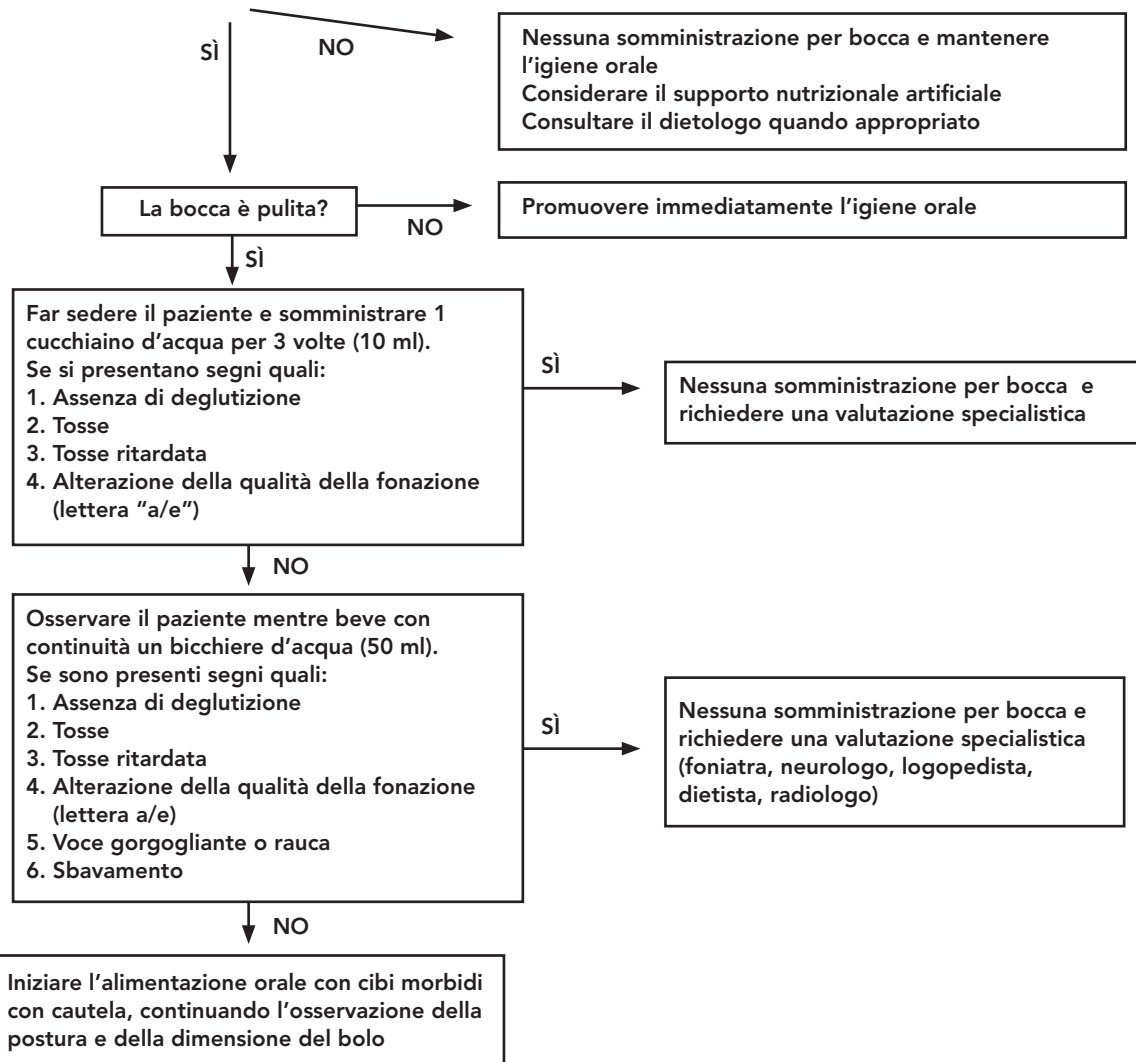 SÌ
NO
Nessuna somministrazione per bocca e mantenere
l’igiene orale
Considerare il supporto nutrizionale artificiale
Consultare il dietologo quando appropriato
La bocca è pulita?
NO
Promuovere immediatamente l’igiene orale
SÌ
Far sedere il paziente e somministrare 1
cucchiaino d’acqua per 3 volte (10 ml).
Se si presentano segni quali:
1. Assenza di deglutizione
2. Tosse
3. Tosse ritardata
4. Alterazione della qualità della fonazione
(lettera “a/e”)
SÌ
Nessuna somministrazione per bocca e
richiedere una valutazione specialistica
NO
Osservare il paziente mentre beve con
continuità un bicchiere d’acqua (50 ml).
Se sono presenti segni quali:
1. Assenza di deglutizione
2. Tosse
3. Tosse ritardata
4. Alterazione della qualità della fonazione
(lettera a/e)
5. Voce gorgogliante o rauca
6. Sbavamento
SÌ
Nessuna somministrazione per bocca e
richiedere una valutazione specialistica
(foniatra, neurologo, logopedista,
dietista, radiologo)
NO
Iniziare l’alimentazione orale con cibi morbidi
con cautela, continuando l’osservazione della
postura e della dimensione del bolo